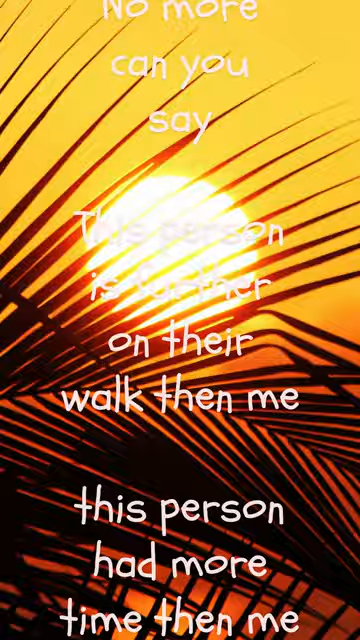 No more
can you
say
This person
is further
on their
walk then me
this person
had more
time then me